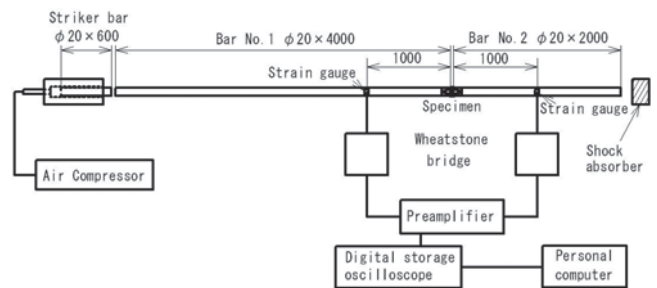 Striker bar
φ20×600
Bar No.1 φ20×4000
Bar No.2 φ20×2000
1000
1000
Strain gauge
Specimen
Strain gauge
Wheatstone
bridge
Shock
absorber
Air Compressor
Preamplifier
Digital storage
oscilloscope
Personal
computer